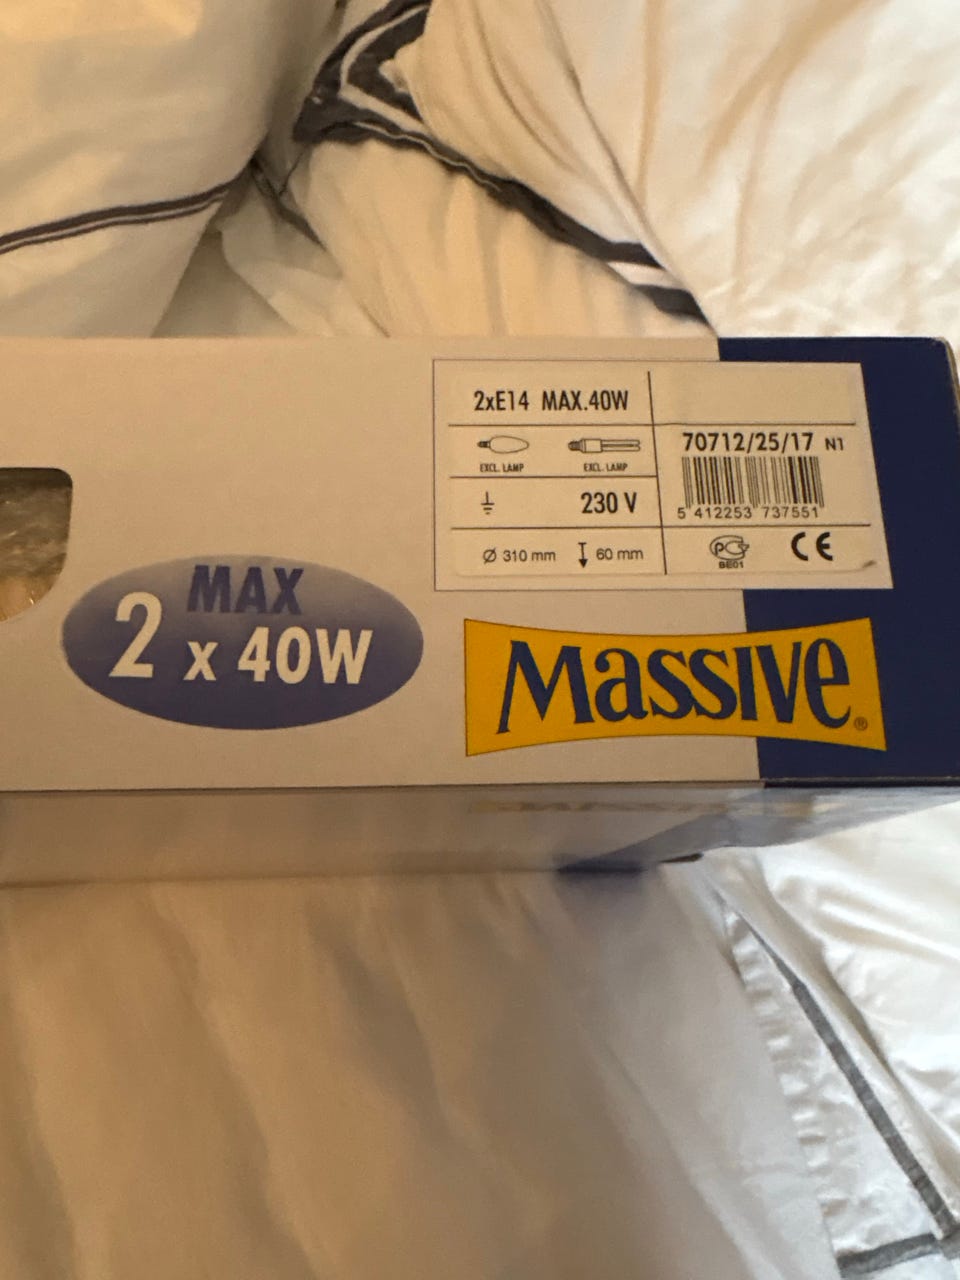 2xE14 MAX.40W
EXCL. LAMP
EXCL. LAMP
230 V
Ø 310 mm
60 mm
70712/25/17 N1
5 412253 737551
PG
BE01
CE
MAX
2 x 40W
MASSIVE®